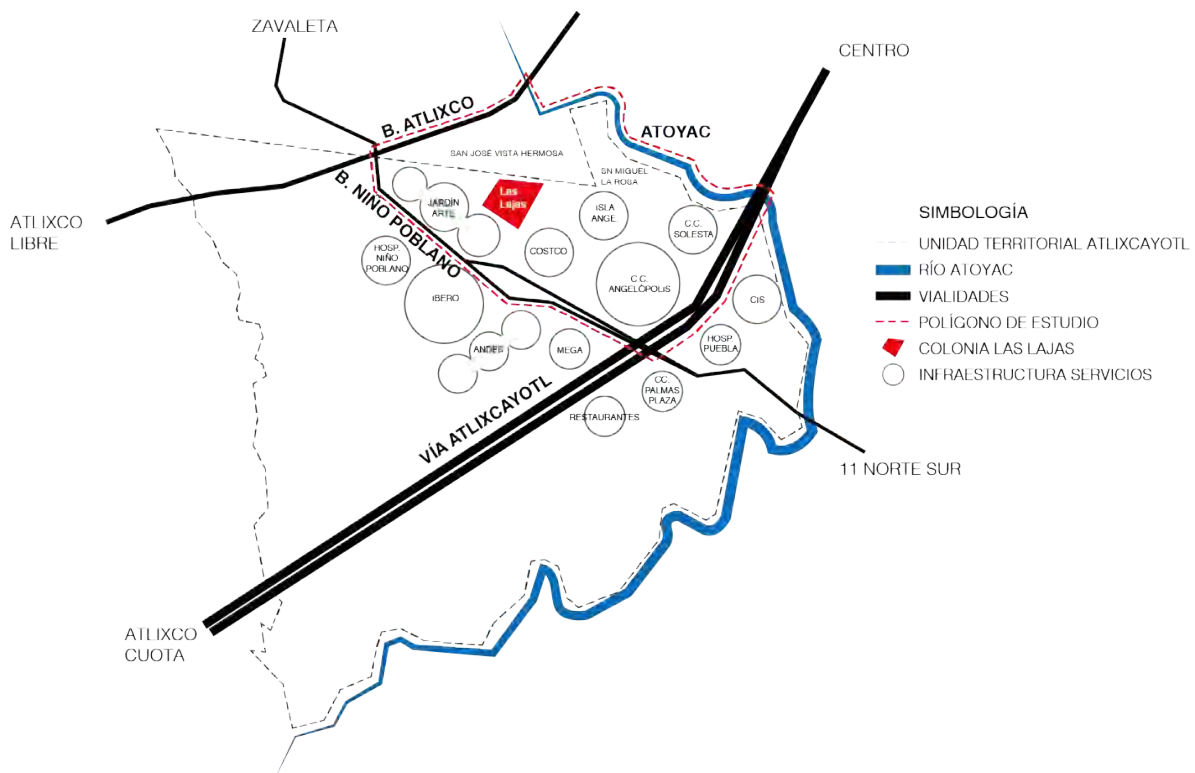 ZAVALETA
CENTRO
B. ATLIXCO
ATOYAC
SAN JOSÉ VISTA HERMOSA
SN MIGUEL
LA ROSA
B. NIÑO POBLANO
JARDÍN
ARTE
Las
Lajas
ISLA
ANGEL
C.C.
SOLESTA
ATLIXCO
LIBRE
HOSP.
NIÑO
POBLANO
COSTCO
IBERO
C.C.
ANGELÓPOLIS
CIS
ANDES
MEGA
HOSP.
PUEBLA
CC.
PALMAS
PLAZA
RESTAURANTES
VÍA ATLIXCAYOTL
11 NORTE SUR
ATLIXCO
CUOTA
SIMBOLOGÍA
UNIDAD TERRITORIAL ATLIXCAYOTL
RÍO ATOYAC
VIALIDADES
POLÍGONO DE ESTUDIO
COLONIA LAS LAJAS
INFRAESTRUCTURA SERVICIOS